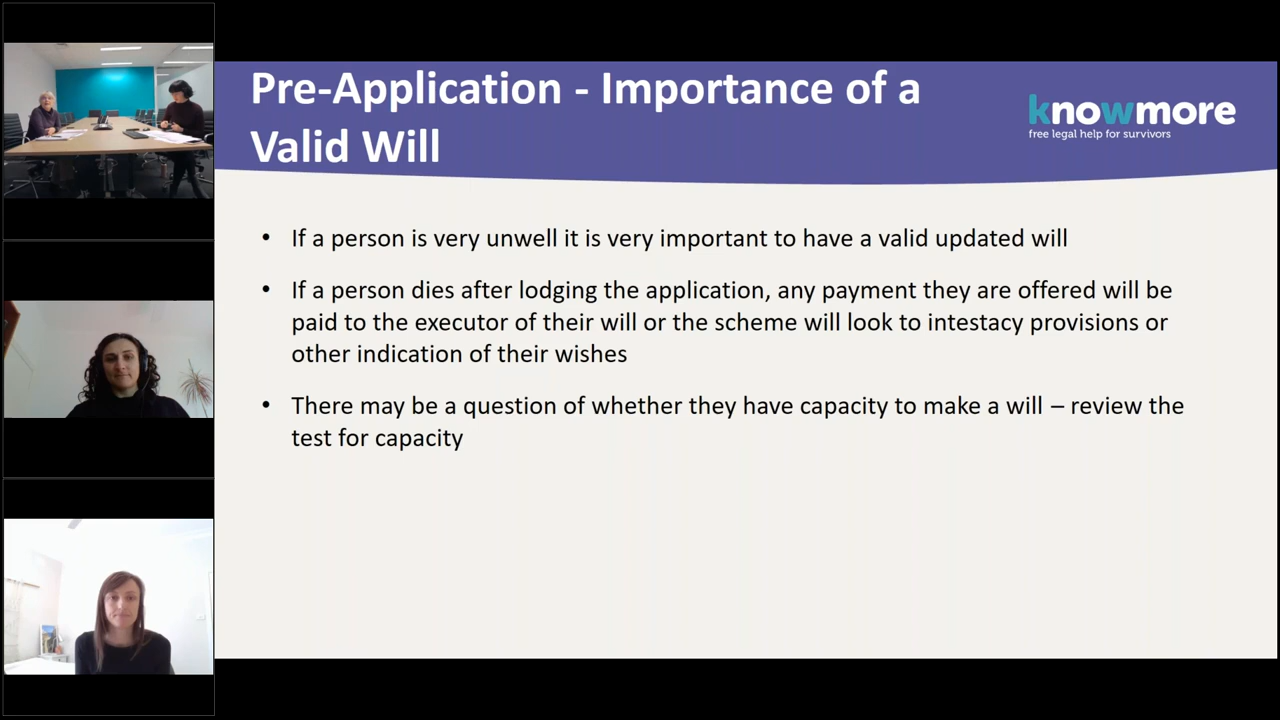 Pre-Application - Importance of a
Valid Will
knowmore
free legal help for survivors
• If a person is very unwell it is very important to have a valid updated will
• If a person dies after lodging the application, any payment they are offered will be
paid to the executor of their will or the scheme will look to intestacy provisions or
other indication of their wishes
• There may be a question of whether they have capacity to make a will – review the
test for capacity